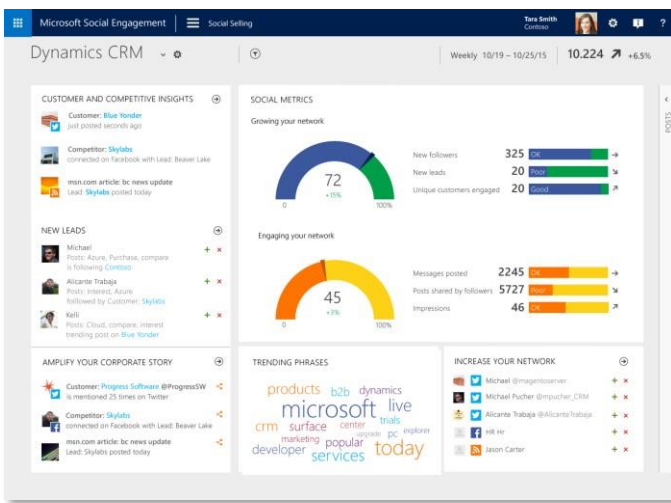 Microsoft Social Engagement
Social Selling
Tara Smith
Contoso
?
Dynamics CRM
Weekly 10/19 – 10/25/15
10.224
+6.5%
POSTS
CUSTOMER AND COMPETITIVE INSIGHTS
Customer: Blue Yonder
just posted seconds ago
Competitor: Skylabs
connected on Facebook with Lead: Beaver Lake
msn.com article: bc news update
Lead: Skylabs posted today
NEW LEADS
Michael
Posts: Azure, Purchase, compare
is following Contoso
Alicante Trabaja
Posts: Interest, Azure
followed by Customer: Skylabs
Kelli
Posts: Cloud, compare, interest
trending post on Blue Yonder
SOCIAL METRICS
Growing your network
72
+15%
0
100%
New followers 325 OK
New leads 20 Poor
Unique customers engaged 20 Good
Engaging your network
45
+3%
0
100%
Messages posted 2245 OK
Posts shared by followers 5727 Poor
Impressions 46 OK
AMPLIFY YOUR CORPORATE STORY
Customer: Progress Software @ProgressSW
is mentioned 25 times on Twitter
Competitor: Skylabs
connected on Facebook with Lead: Beaver Lake
msn.com article: bc news update
Lead: Skylabs posted today
TRENDING PHRASES
products b2b dynamics
microsoft live
crm surface center trials
marketing popular upgrade pc explorer
developer services today
INCREASE YOUR NETWORK
Michael @magentoserver
Michael Pucher @mpucher_CRM
Alicante Trabaja @AlicanteTrabaja
HR Hr
Jason Carter